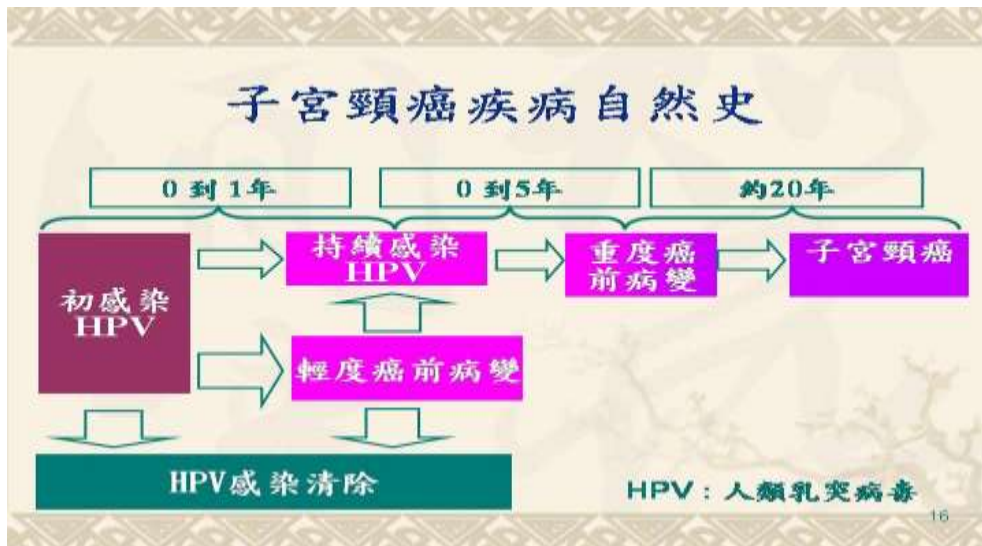 子宮頸癌疾病自然史
0 到 1年
0 到5年
約20年
初感染
HPV
持續感染
HPV
重度癌
前病變
子宮頸癌
輕度癌前病變
HPV感染清除
HPV：人類乳突病毒
16